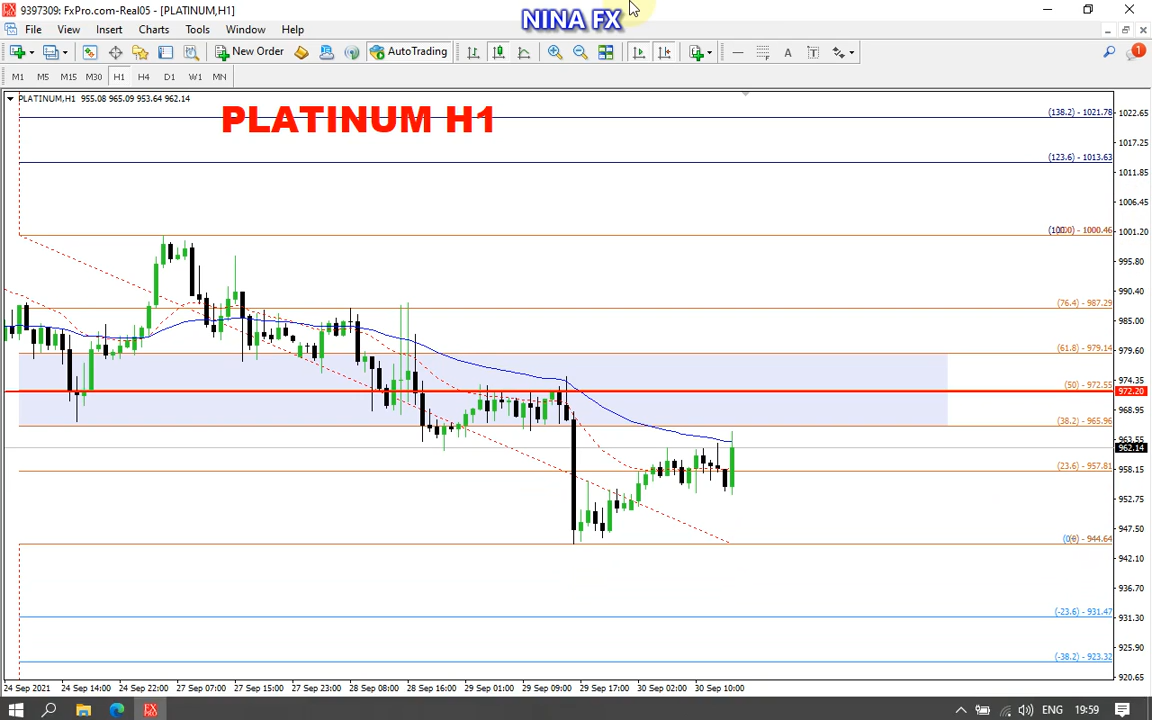 9397309: FxPro.com-Real05 - [PLATINUM,H1]
NINA FX
File View Insert Charts Tools Window Help
New Order AutoTrading A T 1
M1 M5 M15 M30 H1 H4 D1 W1 MN
PLATINUM,H1 955.08 965.09 953.64 962.14
PLATINUM H1
(138.2) - 1021.78
1022.65
1017.25
(123.6) - 1013.63
1011.85
1006.45
- 1000.46
1001.20
995.80
990.40
(76.4) - 987.29
985.00
(61.8) - 979.14
979.60
974.35
(50) - 972.55
972.20
968.95
(38.2) - 965.96
963.55
962.14
(23.6) - 957.81
958.15
952.75
947.50
- 944.64
942.10
936.70
(-23.6) - 931.47
931.30
925.90
(-38.2) - 923.32
920.65
24 Sep 2021 24 Sep 14:00 24 Sep 22:00 27 Sep 07:00 27 Sep 15:00 27 Sep 23:00 28 Sep 08:00 28 Sep 16:00 29 Sep 01:00 29 Sep 09:00 29 Sep 17:00 30 Sep 02:00 30 Sep 10:00
FX PRO ENG 19:59